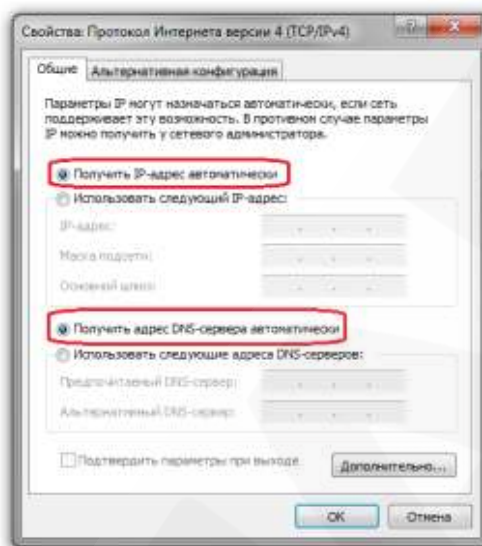 Свойства: Протокол Интернета версии 4 (TCP/IPv4)
Общие
Альтернативная конфигурация
Параметры IP могут назначаться автоматически, если сеть
поддерживает эту возможность. В противном случае параметры
IP можно получить у сетевого администратора.
Получить IP-адрес автоматически
Использовать следующий IP-адрес:
IP-адрес:
Маска подсети:
Основной шлюз:
Получить адрес DNS-сервера автоматически
Использовать следующие адреса DNS-серверов:
Предпочитаемый DNS-сервер:
Альтернативный DNS-сервер:
Подтвердить параметры при выходе
Дополнительно...
ОК
Отмена